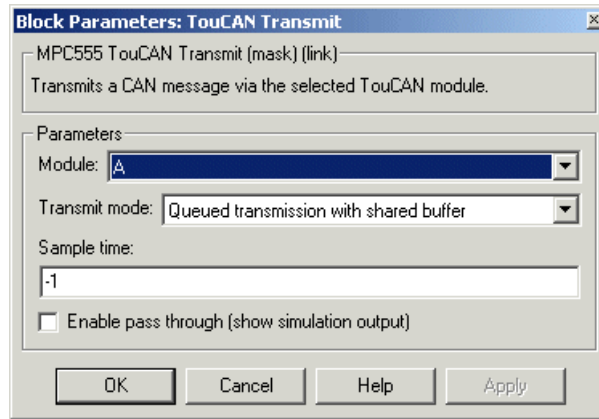 Block Parameters: TouCAN Transmit
MPC555 TouCAN Transmit (mask) (link)
Transmits a CAN message via the selected TouCAN module.
Parameters
Module: A
Transmit mode: Queued transmission with shared buffer
Sample time:
-1
Enable pass through (show simulation output)
OK Cancel Help Apply